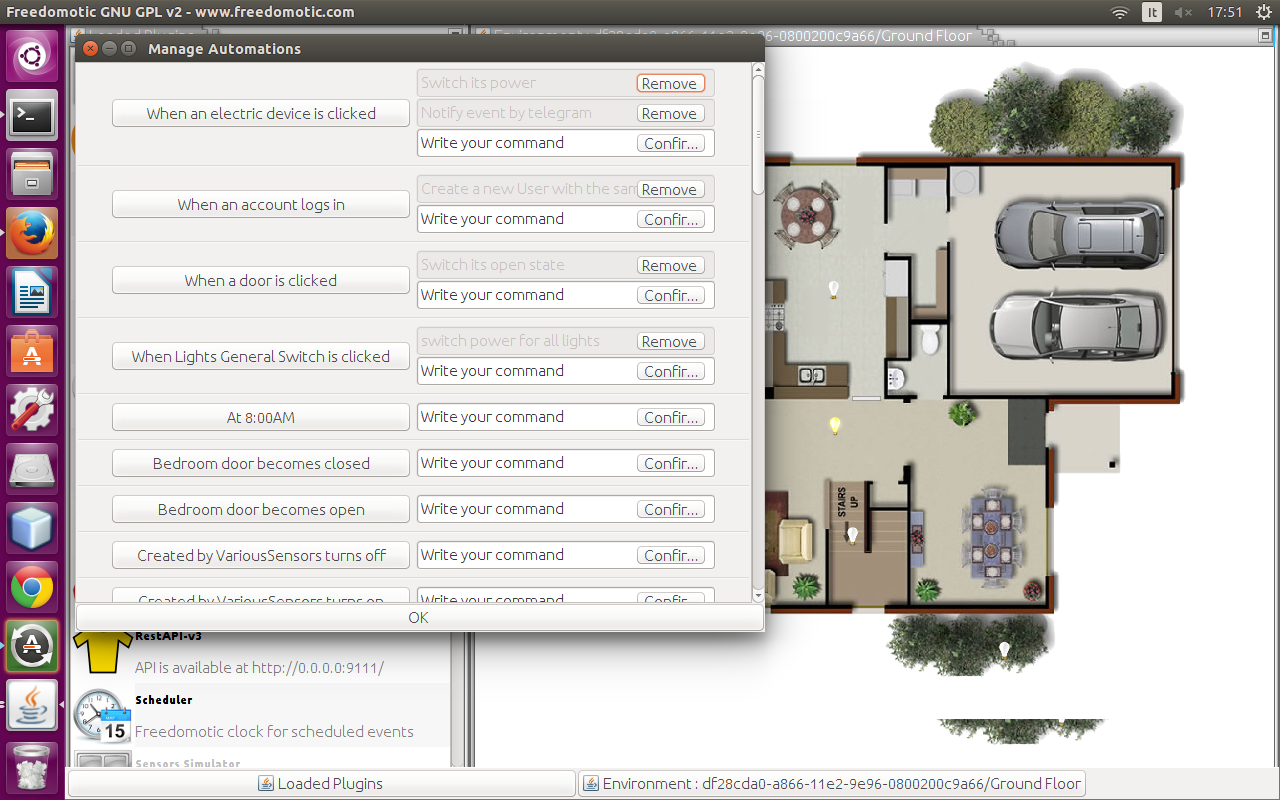 Freedomotic GNU GPL v2 - www.freedomotic.com
It
17:51
Loaded Plugins
Environment : df28cda0-a866-11e2-9e96-0800200c9a66/Ground Floor
Manage Automations
When an electric device is clicked
Switch its power
Remove
Notify event by telegram
Remove
Write your command
Confir...
When an account logs in
Create a new User with the sam
Remove
Write your command
Confir...
When a door is clicked
Switch its open state
Remove
Write your command
Confir...
When Lights General Switch is clicked
switch power for all lights
Remove
Write your command
Confir...
At 8:00AM
Write your command
Confir...
Bedroom door becomes closed
Write your command
Confir...
Bedroom door becomes open
Write your command
Confir...
Created by VariousSensors turns off
Write your command
Confir...
Created by VariousSensors turns on
Write your command
Confir...
OK
STAIRS
UP
RestAPI-v3
API is available at http://0.0.0.0:9111/
15
Scheduler
Freedomotic clock for scheduled events
Sensors Simulator
Loaded Plugins
Environment : df28cda0-a866-11e2-9e96-0800200c9a66/Ground Floor